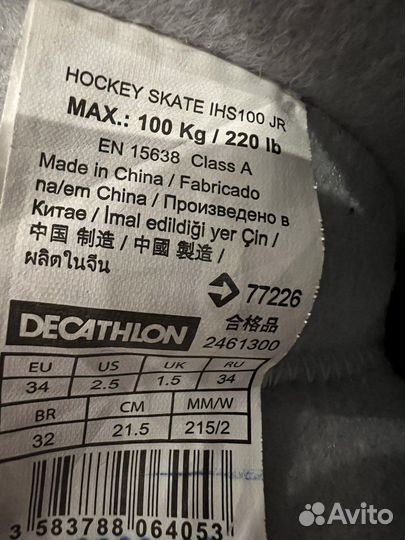 HOCKEY SKATE IHS100 JR
MAX.: 100 Kg / 220 lb
EN 15638 Class A
Made in China / Fabricado
na/em China / Произведено в
Китае / İmal edildiği yer Çin /
中国 制造 / 中國 製造 /
ผลิตในจีน
77226
合格品
DECATHLON 2461300
EU US UK RU
34 2.5 1.5 34
BR CM MM/W
32 21.5 215/2
3 583788 064053
Avito